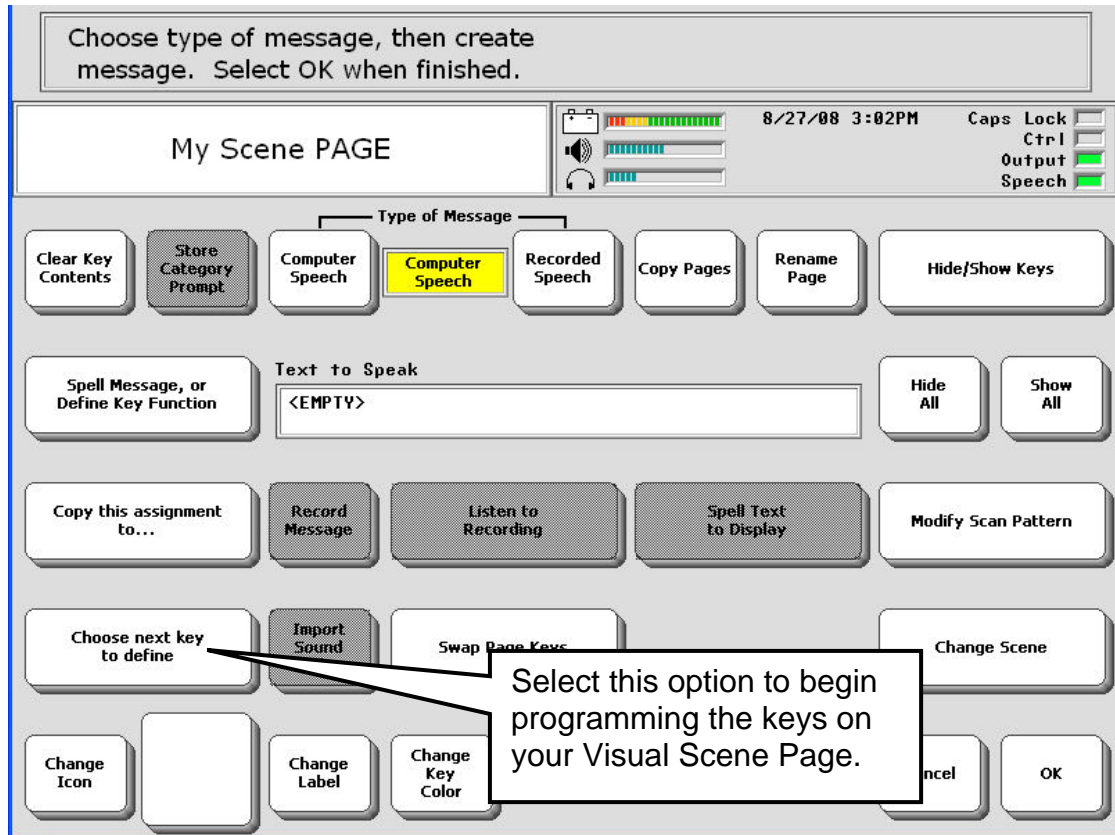 Choose type of message, then create
message. Select OK when finished.
My Scene PAGE
8/27/08 3:02PM
Caps Lock
Ctrl
Output
Speech
Type of Message
Clear Key
Contents
Store
Category
Prompt
Computer
Speech
Computer
Speech
Recorded
Speech
Copy Pages
Rename
Page
Hide/Show Keys
Spell Message, or
Define Key Function
Text to Speak
<EMPTY>
Hide
All
Show
All
Copy this assignment
to...
Record
Message
Listen to
Recording
Spell Text
to Display
Modify Scan Pattern
Choose next key
to define
Import
Sound
Swap Page Keys
Change Scene
Select this option to begin
programming the keys on
your Visual Scene Page.
Change
Icon
Change
Label
Change
Key
Color
ncel
OK